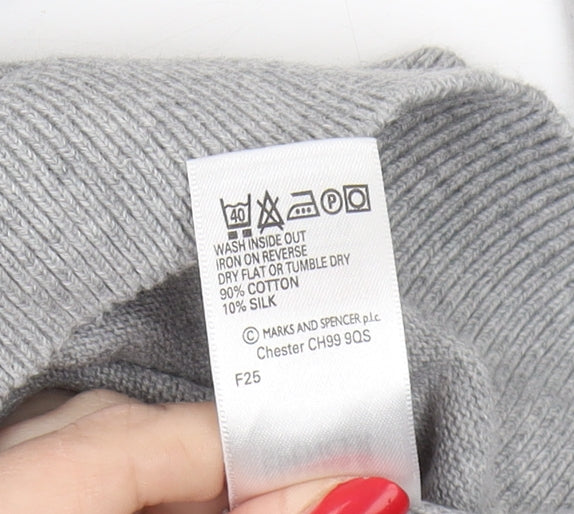 40 P
WASH INSIDE OUT
IRON ON REVERSE
DRY FLAT OR TUMBLE DRY
90% COTTON
10% SILK
© MARKS AND SPENCER p.l.c.
Chester CH99 9QS
F25